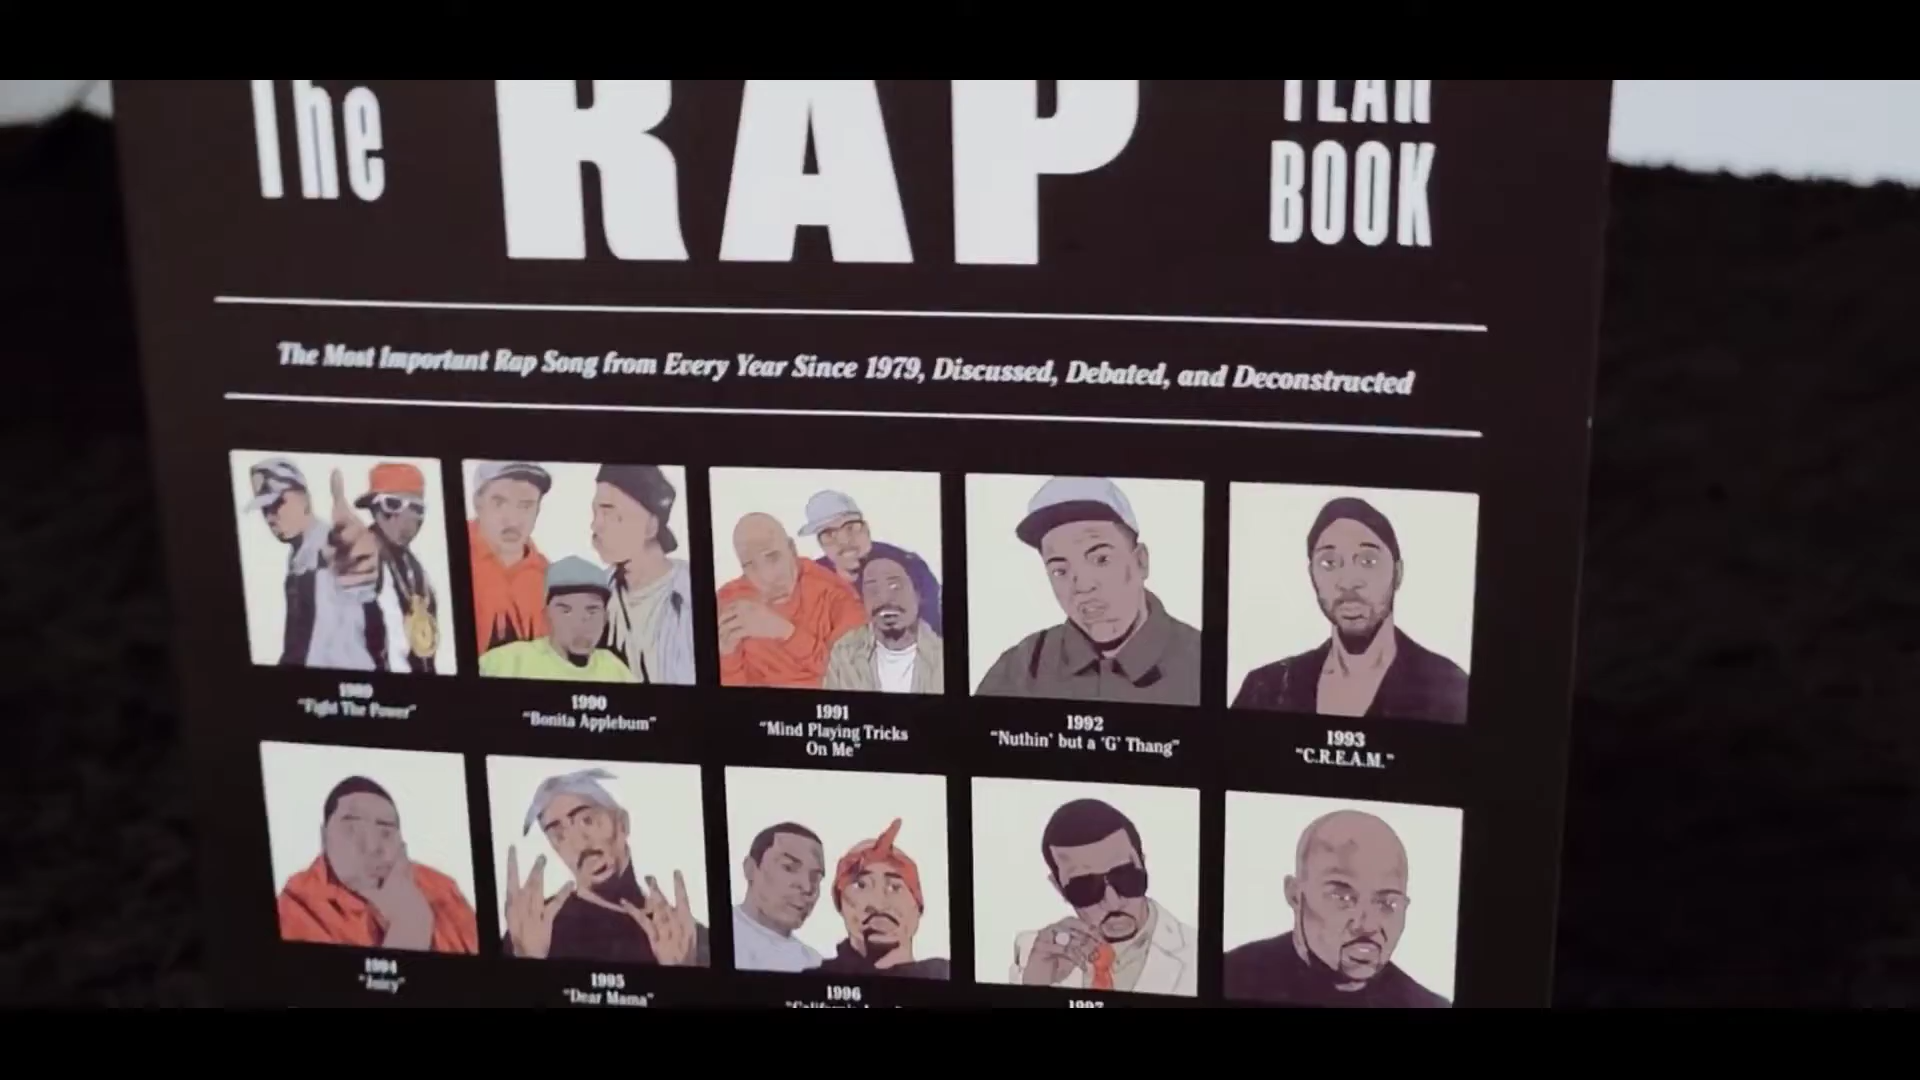 The RAP YEAR
BOOK
The Most Important Rap Song from Every Year Since 1979, Discussed, Debated, and Deconstructed
1989
"Fight The Power"
1990
"Bonita Applebum"
1991
"Mind Playing Tricks
On Me"
1992
"Nuthin' but a 'G' Thang"
1993
"C.R.E.A.M."
1994
"Juicy"
1995
"Dear Mama"
1996
1997